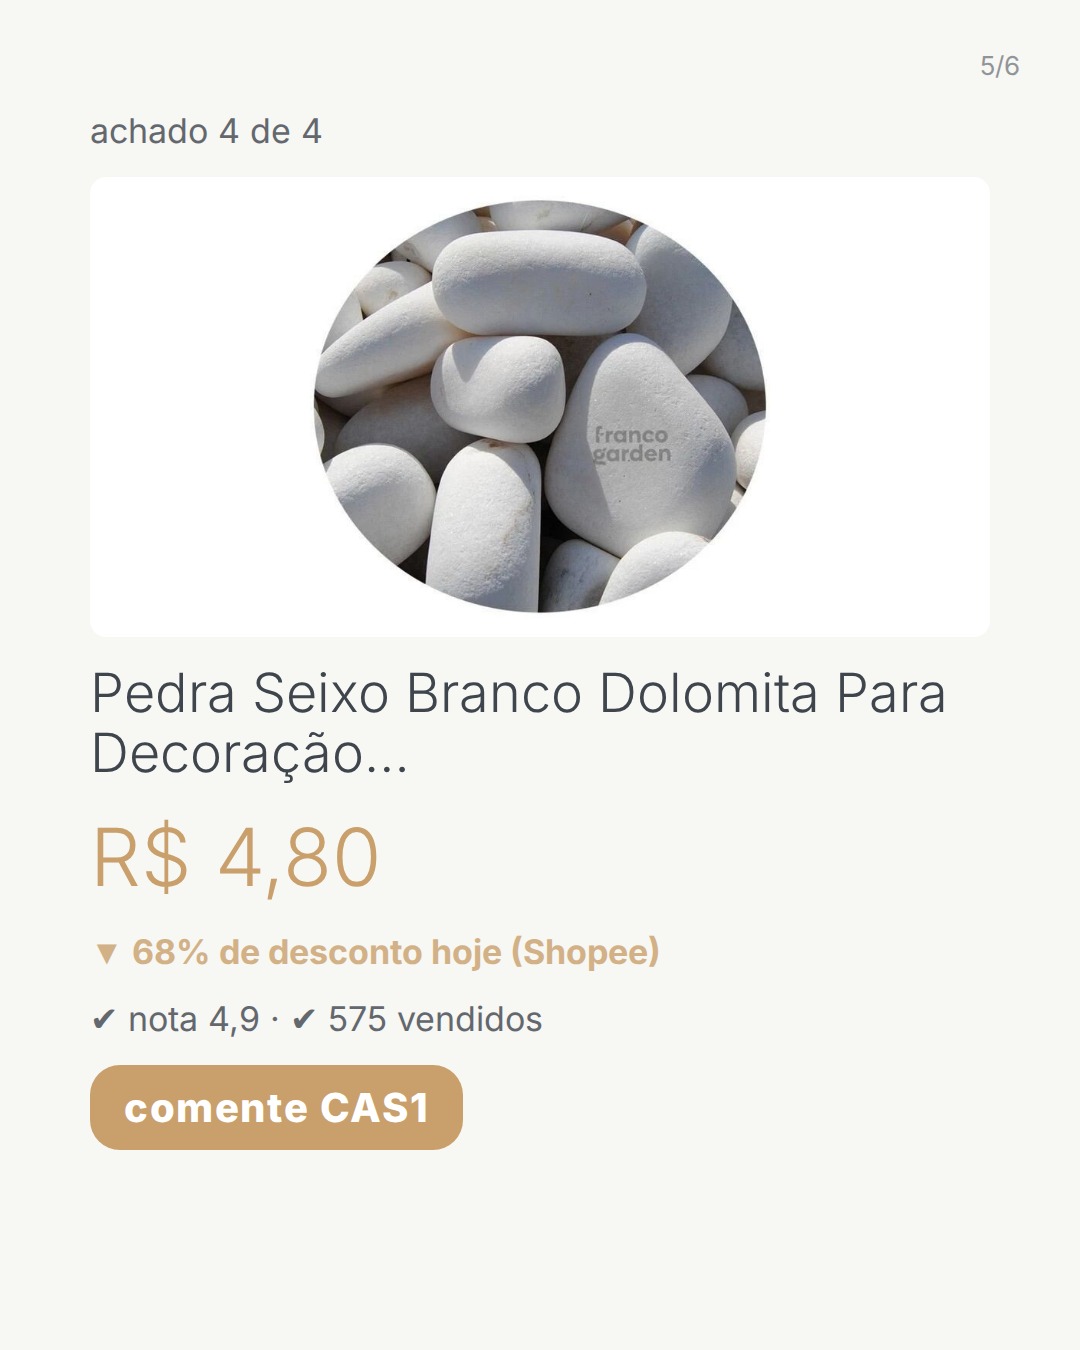 5/6
achado 4 de 4
franco
garden
Pedra Seixo Branco Dolomita Para
Decoração...
R$ 4,80
▼ 68% de desconto hoje (Shopee)
✔ nota 4,9 · ✔ 575 vendidos
comente CAS1